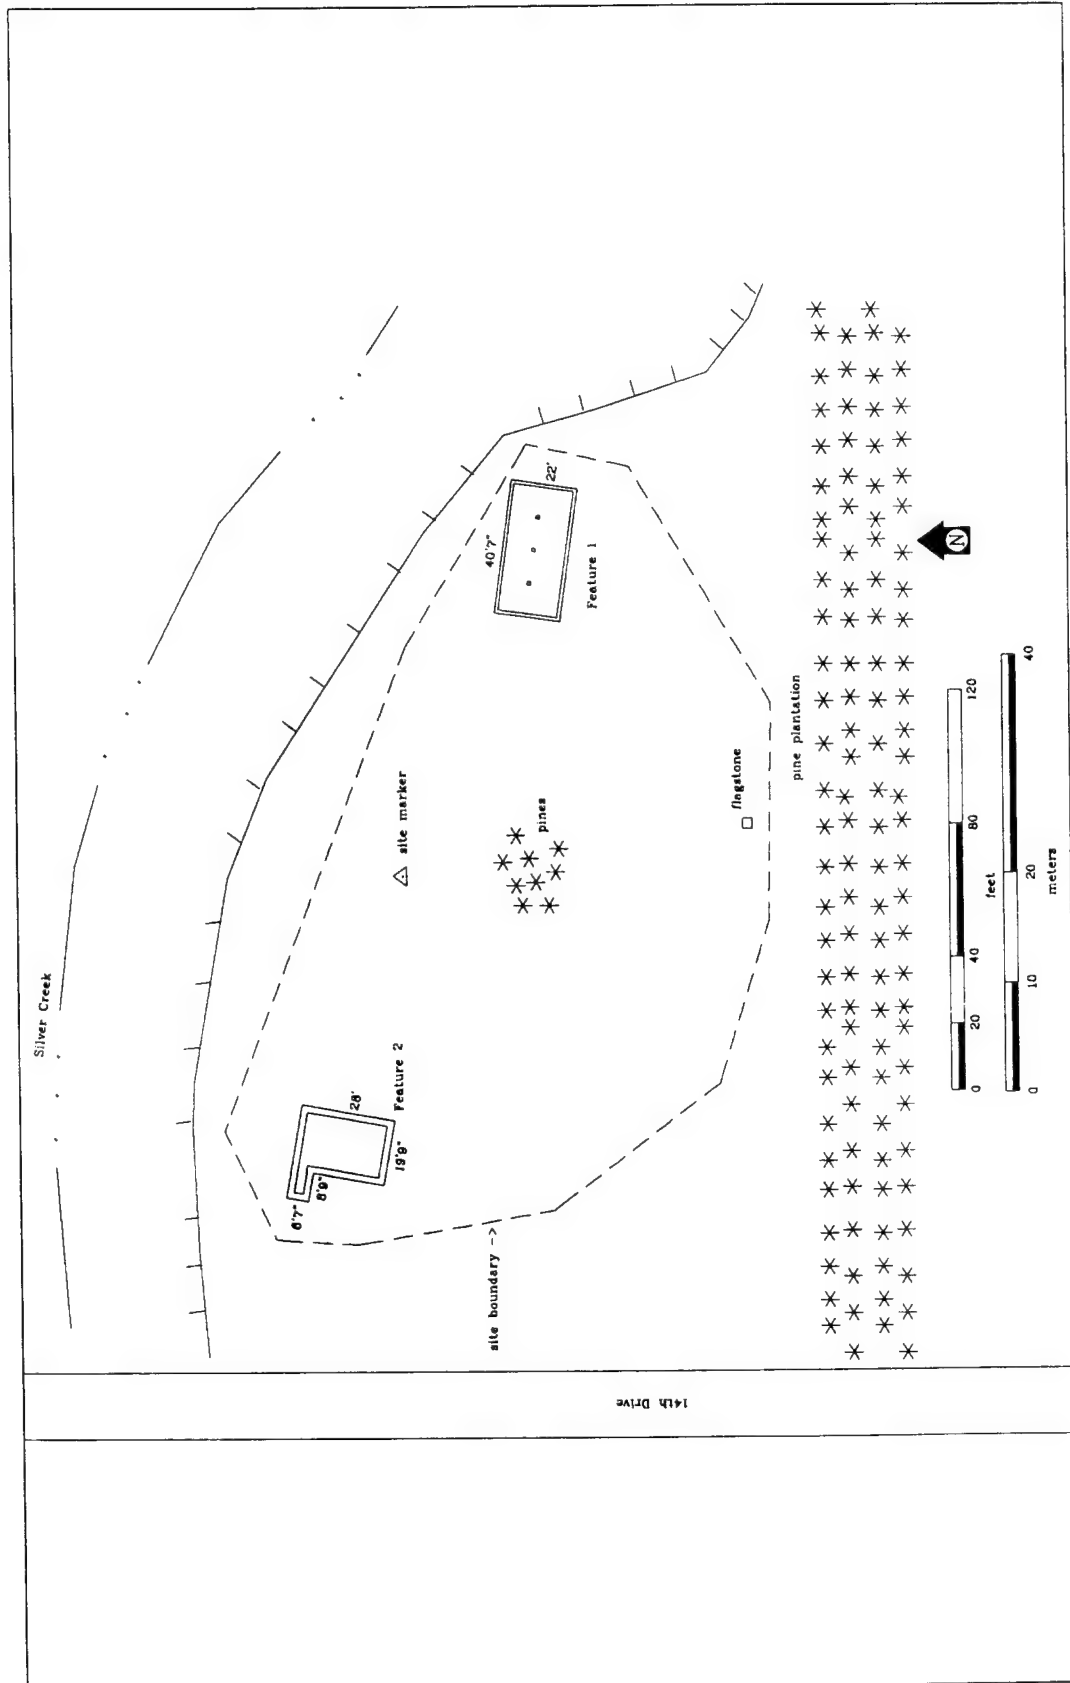 Silver Creek
site marker
40'7"
22'
Feature 1
6'7"
8'9"
28'
19'9"
Feature 2
pines
site boundary ->
flagstone
pine plantation
14th Drive
N
0 20 40 80 120
feet
0 10 20 40
meters